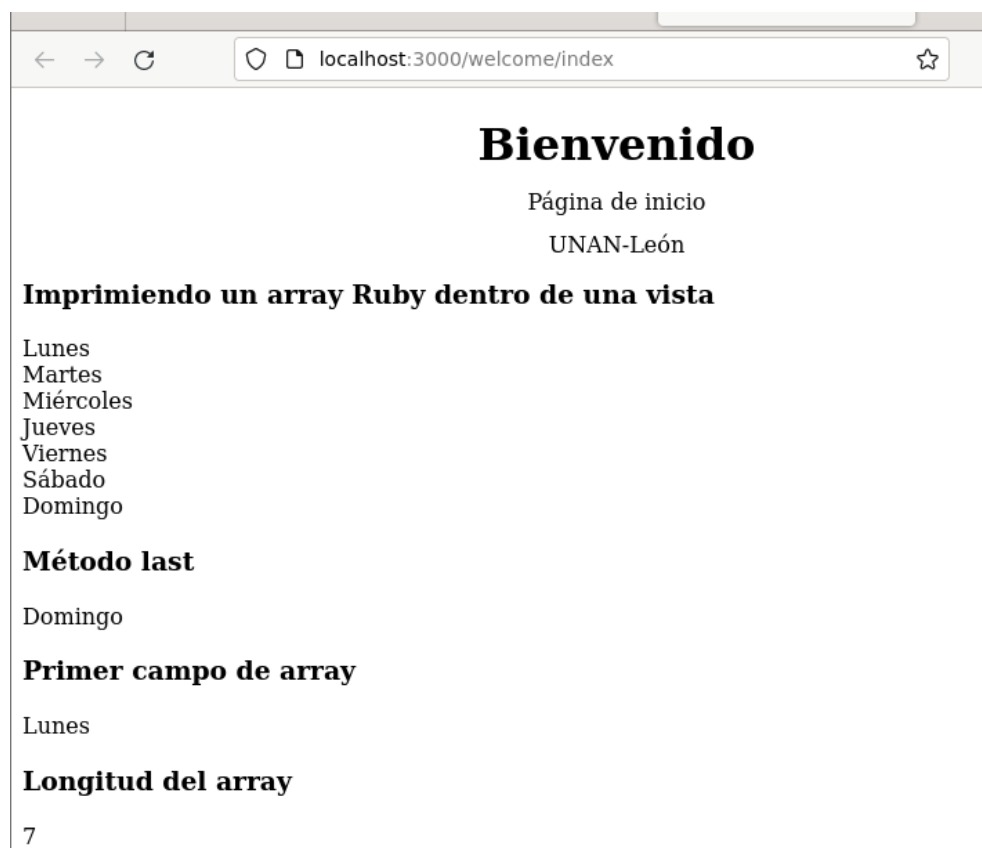 localhost:3000/welcome/index
Bienvenido
Página de inicio
UNAN-León
Imprimiendo un array Ruby dentro de una vista
Lunes
Martes
Miércoles
Jueves
Viernes
Sábado
Domingo
Método last
Domingo
Primer campo de array
Lunes
Longitud del array
7